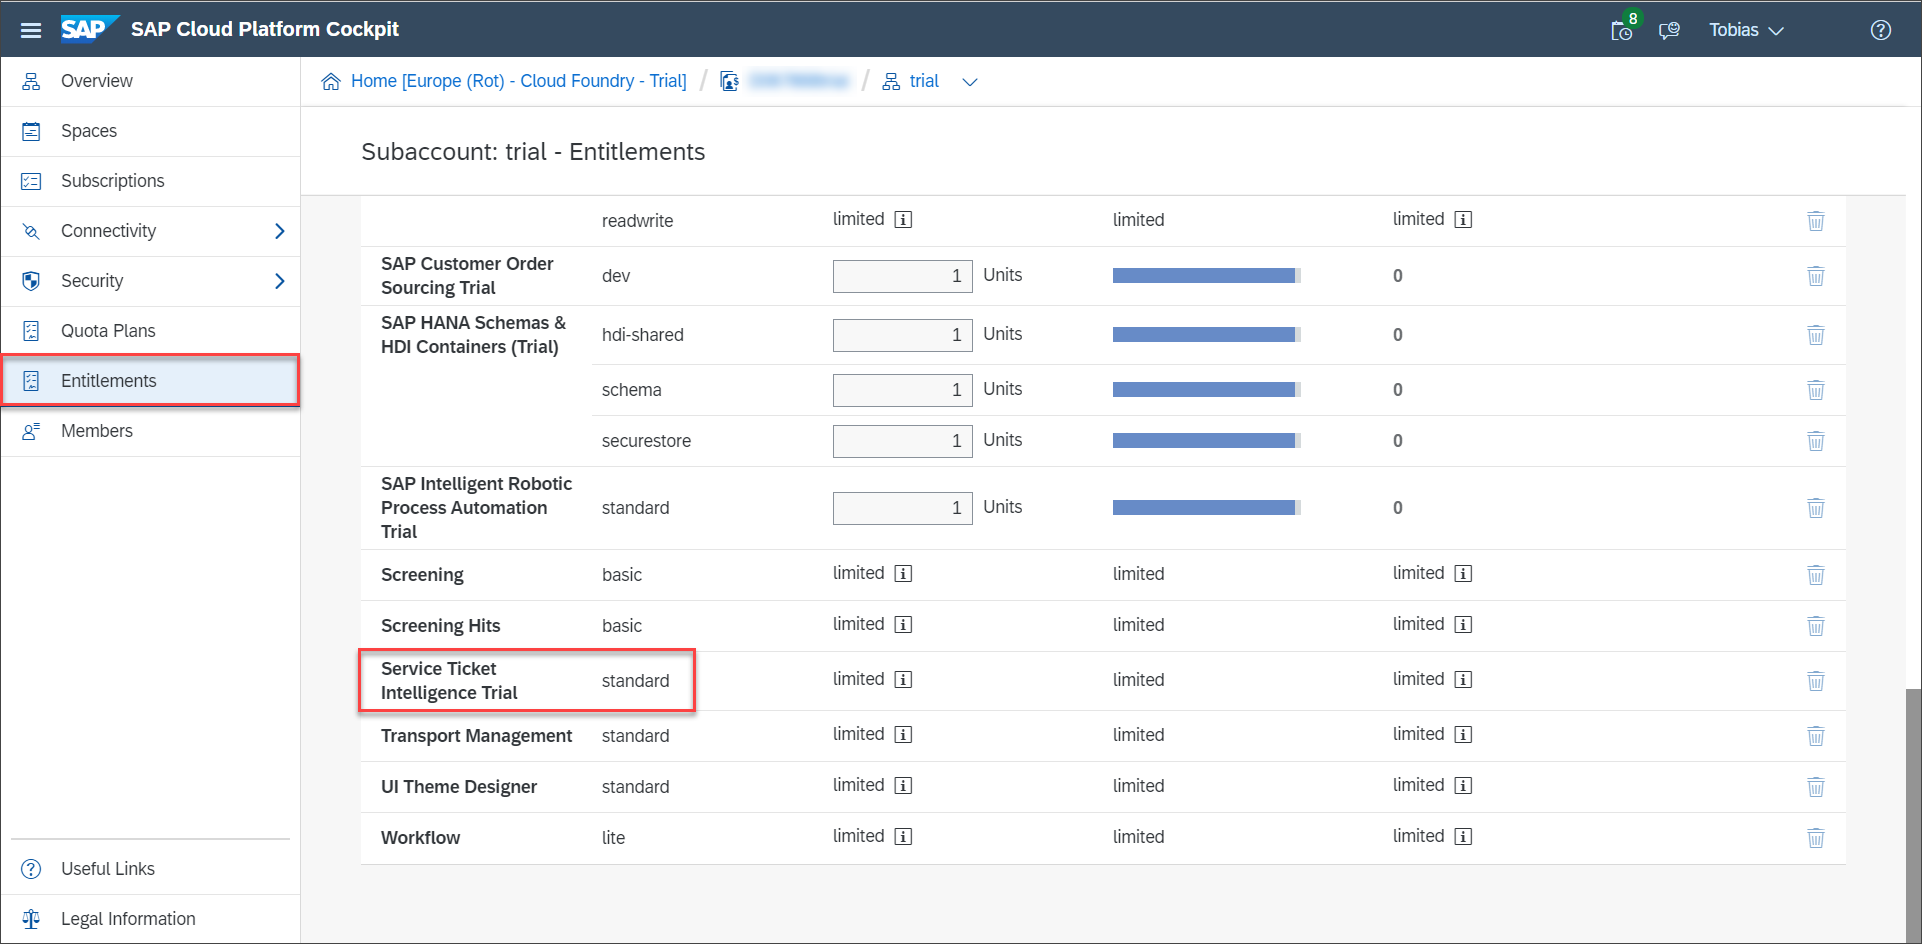 SAP SAP Cloud Platform Cockpit
8
Tobias
Overview
Spaces
Subscriptions
Connectivity
Security
Quota Plans
Entitlements
Members
Useful Links
Legal Information
Home [Europe (Rot) - Cloud Foundry - Trial] / / trial
Subaccount: trial - Entitlements
readwrite limited limited limited
SAP Customer Order
Sourcing Trial
dev 1 Units 0
SAP HANA Schemas &
HDI Containers (Trial)
hdi-shared 1 Units 0
schema 1 Units 0
securestore 1 Units 0
SAP Intelligent Robotic
Process Automation
Trial
standard 1 Units 0
Screening basic limited limited limited
Screening Hits basic limited limited limited
Service Ticket
Intelligence Trial
standard limited limited limited
Transport Management standard limited limited limited
UI Theme Designer standard limited limited limited
Workflow lite limited limited limited